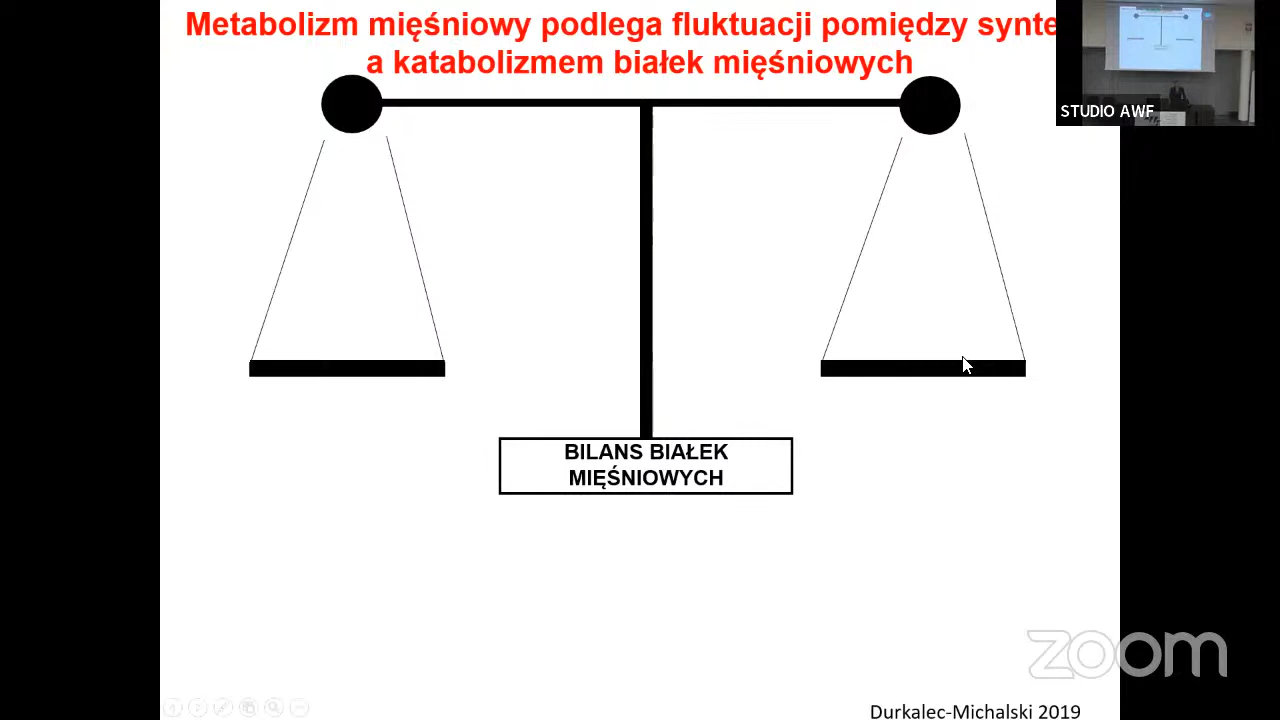 Metabolizm mięśniowy podlega fluktuacji pomiędzy synte
a katabolizmem białek mięśniowych
STUDIO AWF
BILANS BIAŁEK
MIĘŚNIOWYCH
zoom
Durkalec-Michalski 2019